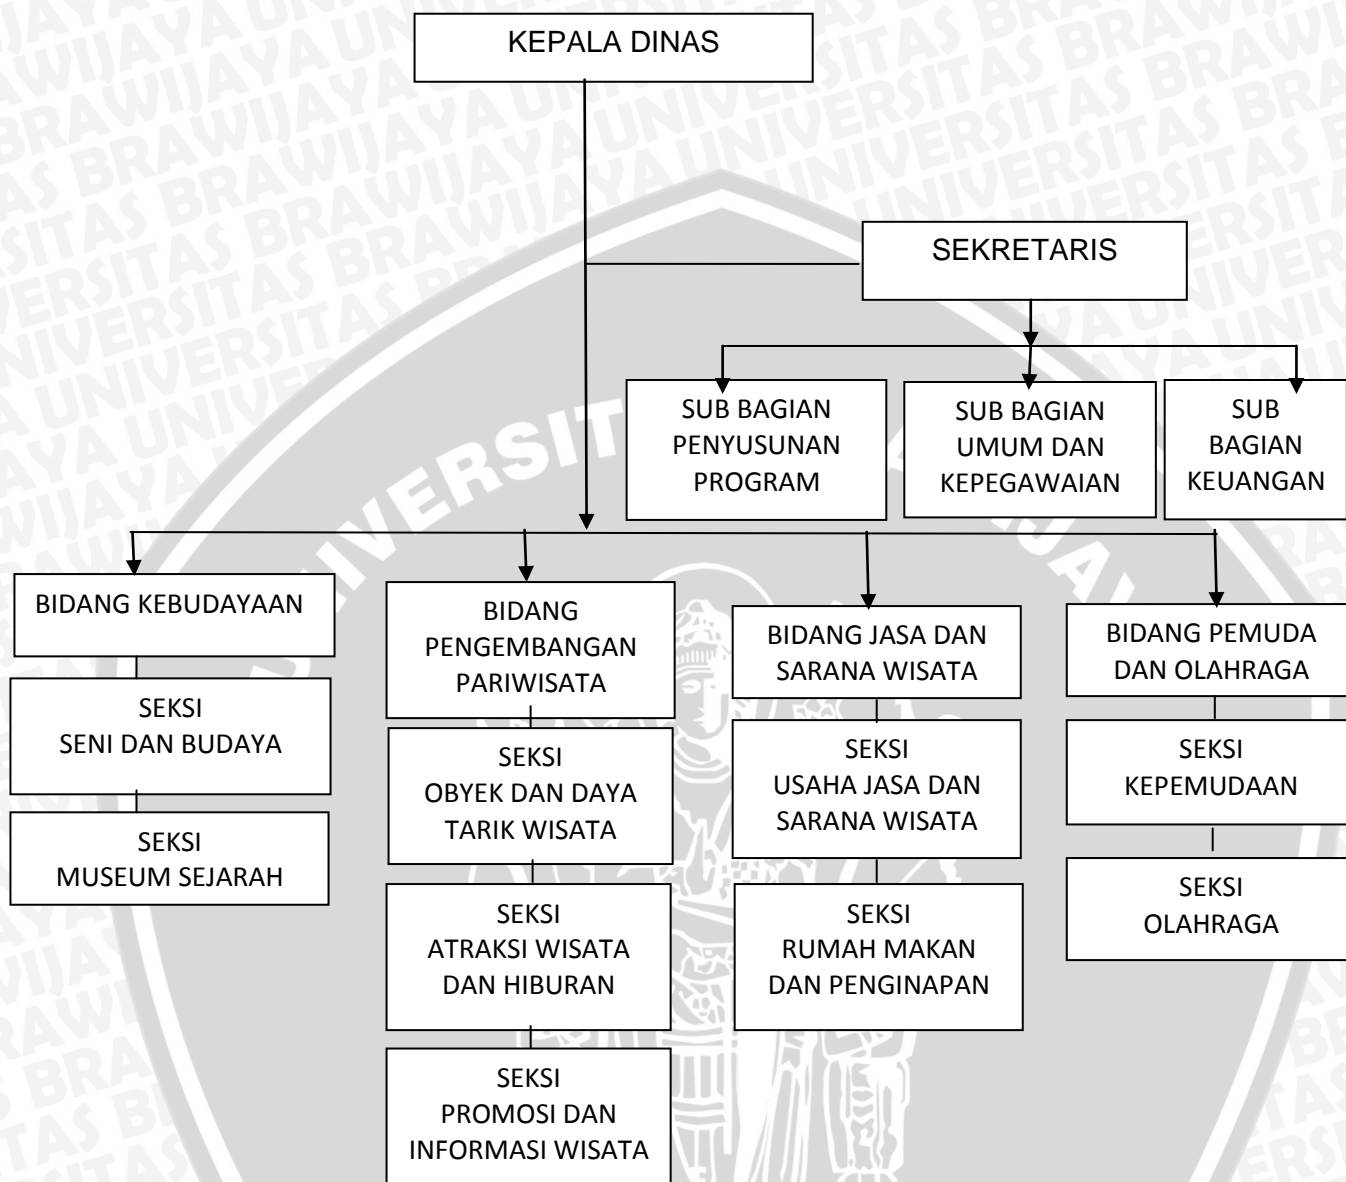 KEPALA DINAS
SEKRETARIS
SUB BAGIAN
PENYUSUNAN
PROGRAM
SUB BAGIAN
UMUM DAN
KEPEGAWAIAN
SUB
BAGIAN
KEUANGAN
BIDANG KEBUDAYAAN
SEKSI
SENI DAN BUDAYA
SEKSI
MUSEUM SEJARAH
BIDANG
PENGEMBANGAN
PARIWISATA
SEKSI
OBYEK DAN DAYA
TARIK WISATA
SEKSI
ATRAKSI WISATA
DAN HIBURAN
SEKSI
PROMOSI DAN
INFORMASI WISATA
BIDANG JASA DAN
SARANA WISATA
SEKSI
USAHA JASA DAN
SARANA WISATA
SEKSI
RUMAH MAKAN
DAN PENGINAPAN
BIDANG PEMUDA
DAN OLAHRAGA
SEKSI
KEPEMUDAAN
SEKSI
OLAHRAGA